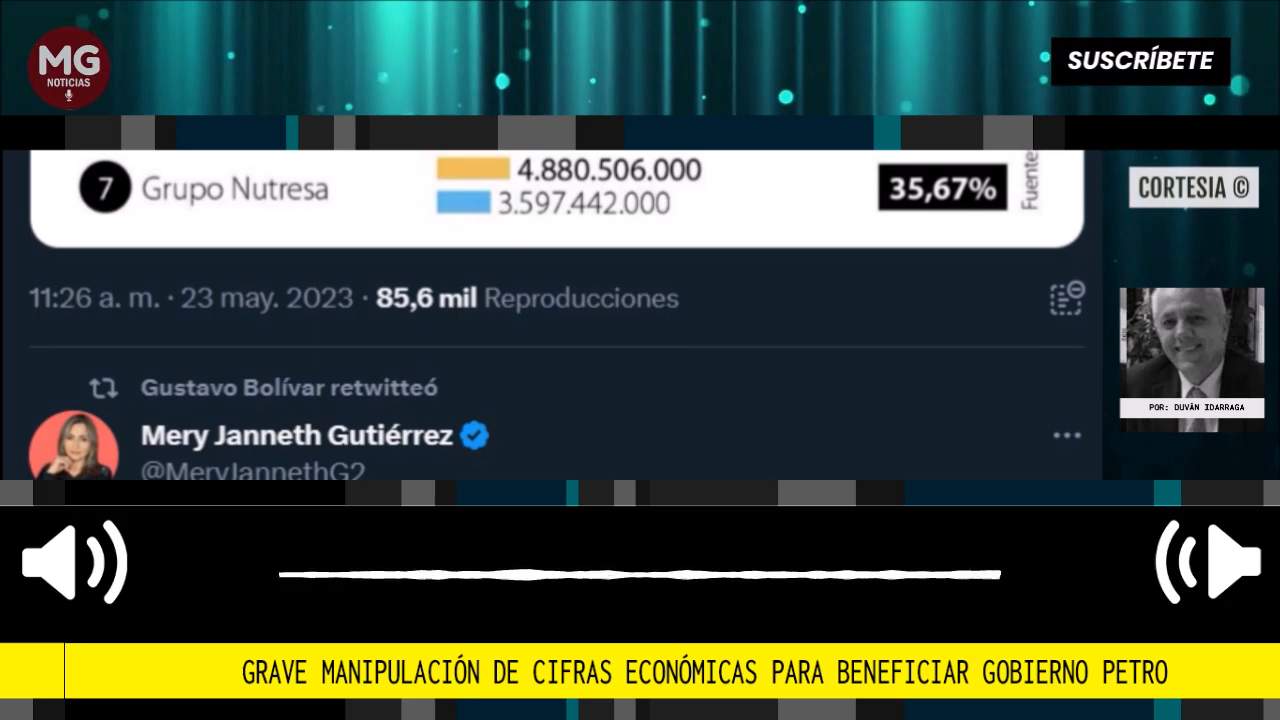 MG
NOTICIAS
SUSCRÍBETE
7 Grupo Nutresa
4.880.506.000
3.597.442.000
35,67%
Fuente
CORTESIA ©
11:26 a. m. · 23 may. 2023 · 85,6 mil Reproducciones
Gustavo Bolívar retwitteó
Mery Janneth Gutiérrez
@MeryJannethG2
POR: DUVÁN IDARRAGA
GRAVE MANIPULACIÓN DE CIFRAS ECONÓMICAS PARA BENEFICIAR GOBIERNO PETRO